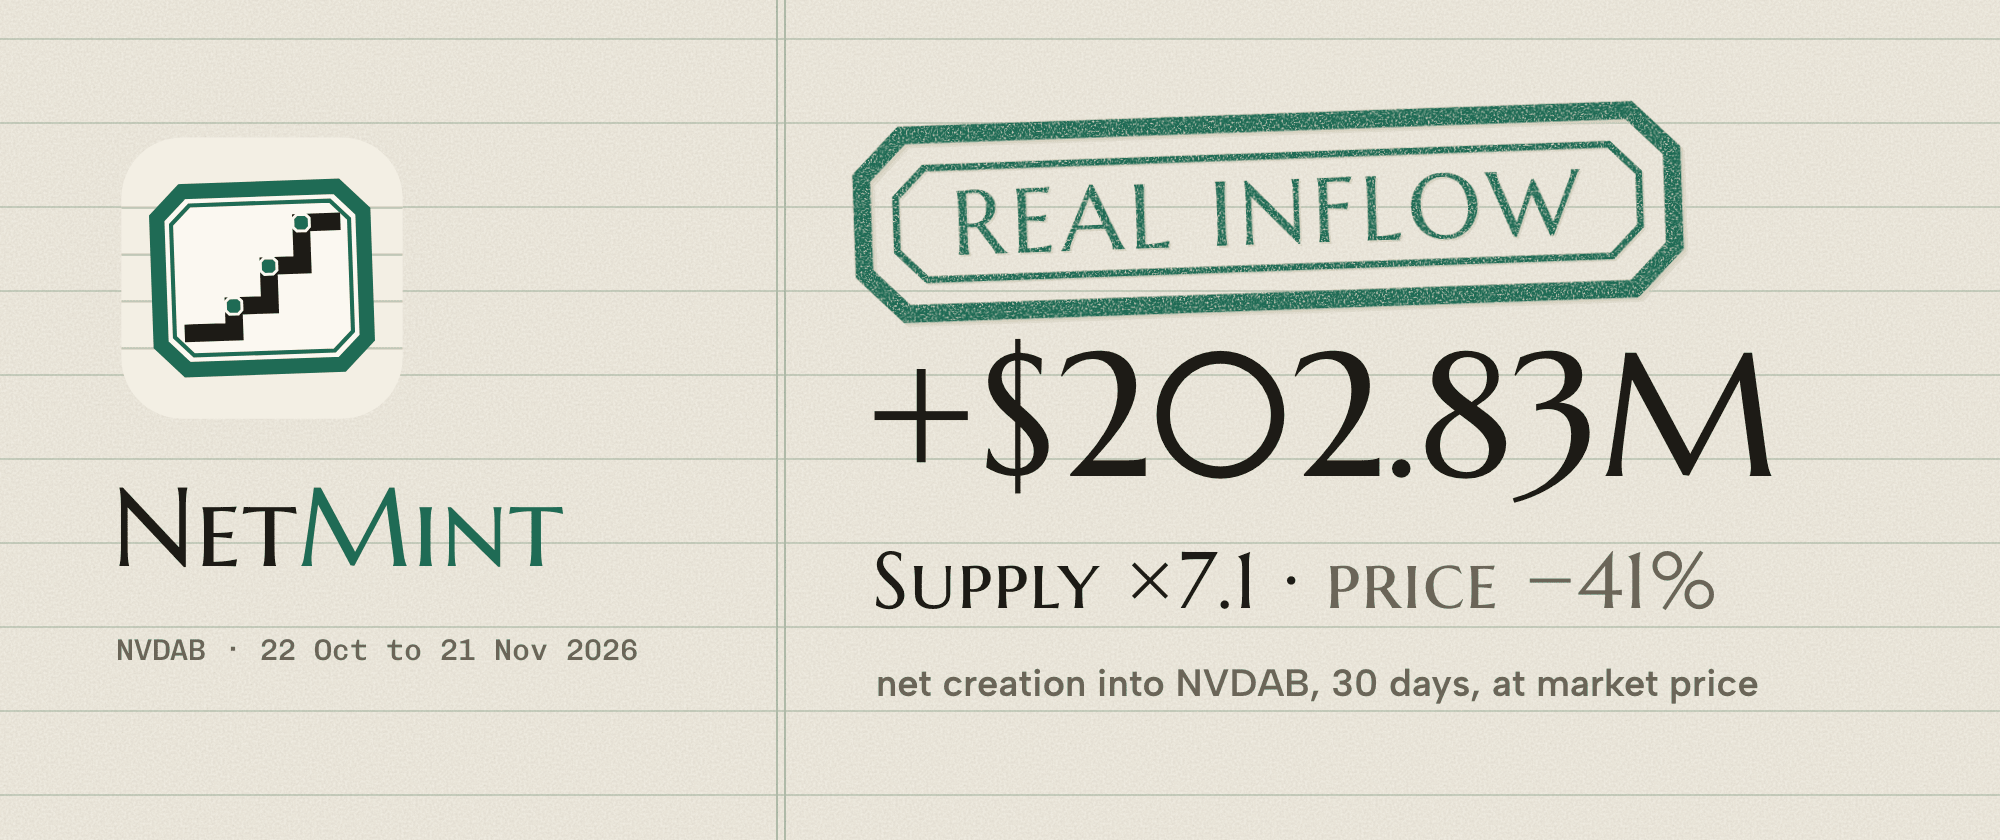 NetMint
NVDAB · 22 Oct to 21 Nov 2026
REAL INFLOW
+$202.83M
Supply ×7.1 · price −41%
net creation into NVDAB, 30 days, at market price